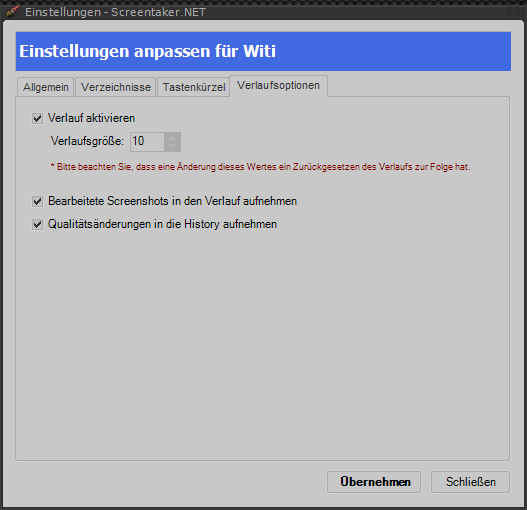 Einstellungen - Screentaker.NET
Einstellungen anpassen für Witi
Allgemein Verzeichnisse Tastenkürzel Verlaufsoptionen
Verlauf aktivieren
Verlaufsgröße: 10
* Bitte beachten Sie, dass eine Änderung dieses Wertes ein Zurückgesetzen des Verlaufs zur Folge hat.
Bearbeitete Screenshots in den Verlauf aufnehmen
Qualitätsänderungen in die History aufnehmen
Übernehmen Schließen